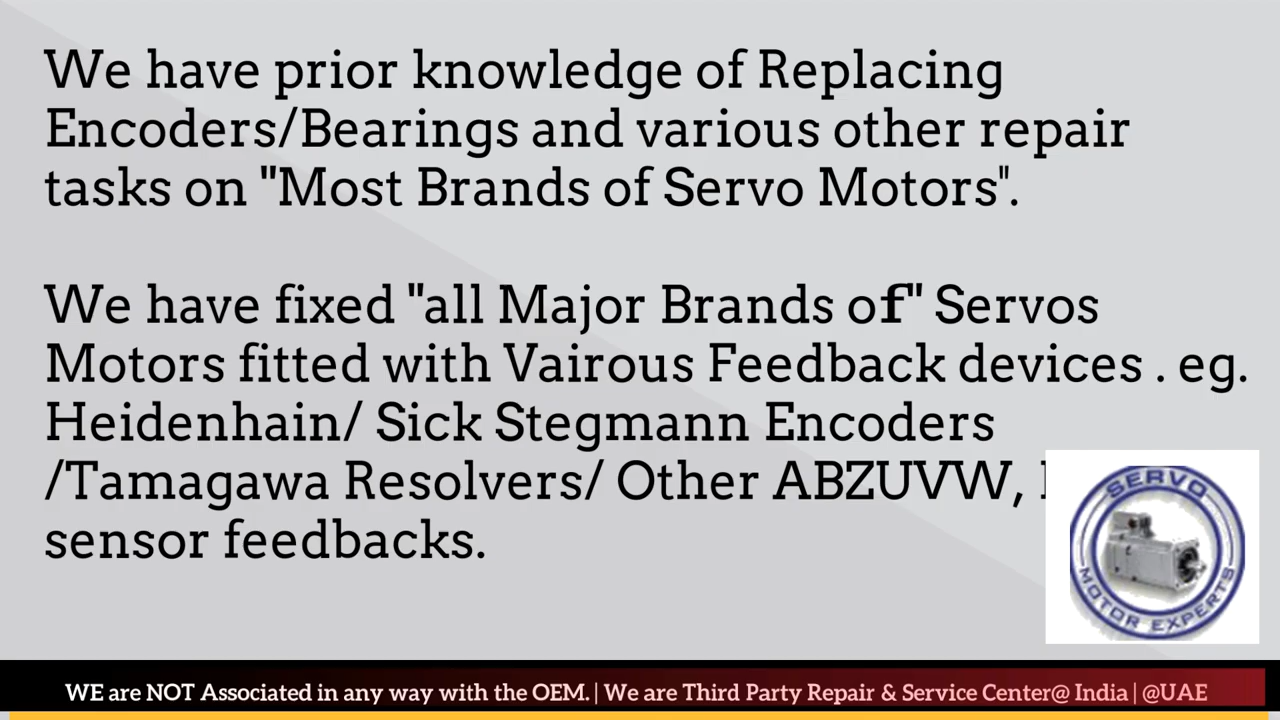 We have prior knowledge of Replacing
Encoders/Bearings and various other repair
tasks on "Most Brands of Servo Motors".
We have fixed "all Major Brands of" Servos
Motors fitted with Vairous Feedback devices . eg.
Heidenhain/ Sick Stegmann Encoders
/Tamagawa Resolvers/ Other ABZUVW,
sensor feedbacks.
SERVO
MOTOR EXPERTS
WE are NOT Associated in any way with the OEM. | We are Third Party Repair & Service Center@ India | @UAE